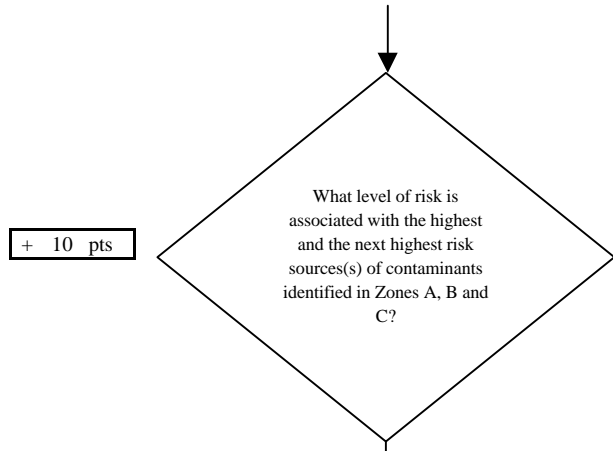 What level of risk is
associated with the highest
+ 10 pts
and the next highest risk
sources(s) of contaminants
identified in Zones A, B and
C?